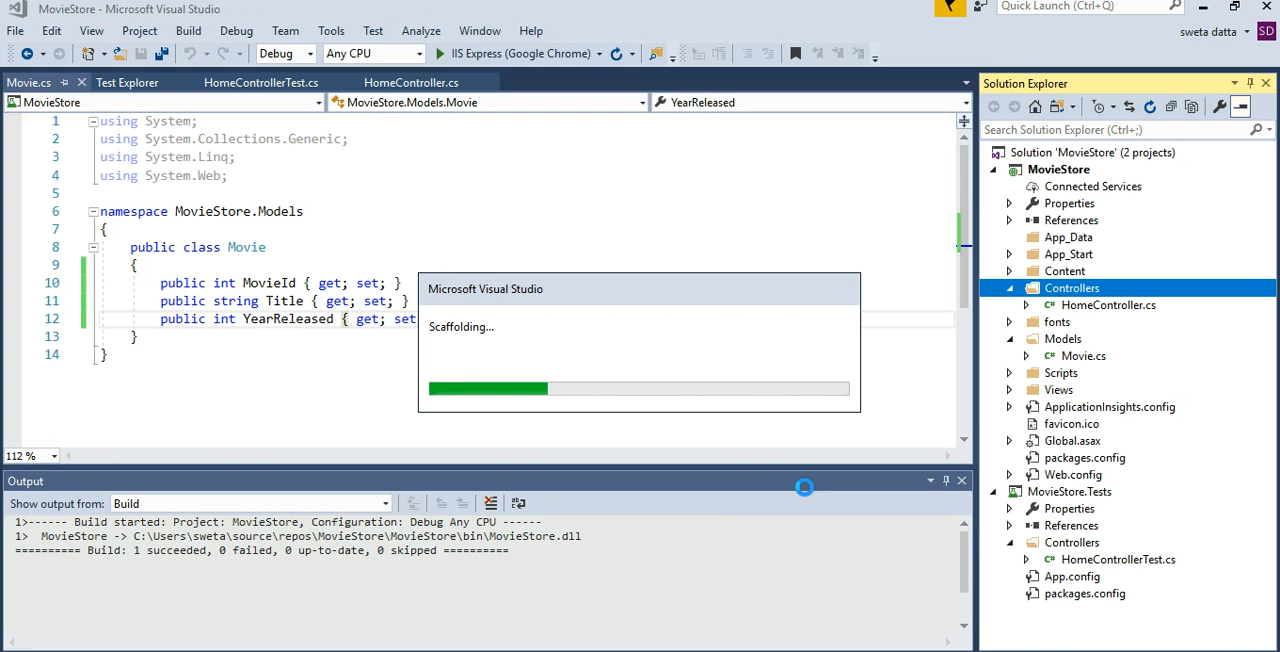 MovieStore - Microsoft Visual Studio
Quick Launch (Ctrl+Q)
File Edit View Project Build Debug Team Tools Test Analyze Window Help
sweta datta SD
Debug Any CPU IIS Express (Google Chrome)
Movie.cs Test Explorer HomeControllerTest.cs HomeController.cs
MovieStore MovieStore.Models.Movie YearReleased
1 using System;
2 using System.Collections.Generic;
3 using System.Linq;
4 using System.Web;
5
6 namespace MovieStore.Models
7 {
8 public class Movie
9 {
10 public int MovieId { get; set; }
11 public string Title { get; set; }
12 public int YearReleased { get; set
13 }
14 }
Microsoft Visual Studio
Scaffolding...
112 %
Output
Show output from: Build
1>------ Build started: Project: MovieStore, Configuration: Debug Any CPU ------
1> MovieStore -> C:\Users\sweta\source\repos\MovieStore\MovieStore\bin\MovieStore.dll
========== Build: 1 succeeded, 0 failed, 0 up-to-date, 0 skipped ==========
Solution Explorer
Search Solution Explorer (Ctrl+;)
Solution 'MovieStore' (2 projects)
MovieStore
Connected Services
Properties
References
App_Data
App_Start
Content
Controllers
C# HomeController.cs
fonts
Models
C# Movie.cs
Scripts
Views
ApplicationInsights.config
favicon.ico
Global.asax
packages.config
Web.config
MovieStore.Tests
Properties
References
Controllers
C# HomeControllerTest.cs
App.config
packages.config